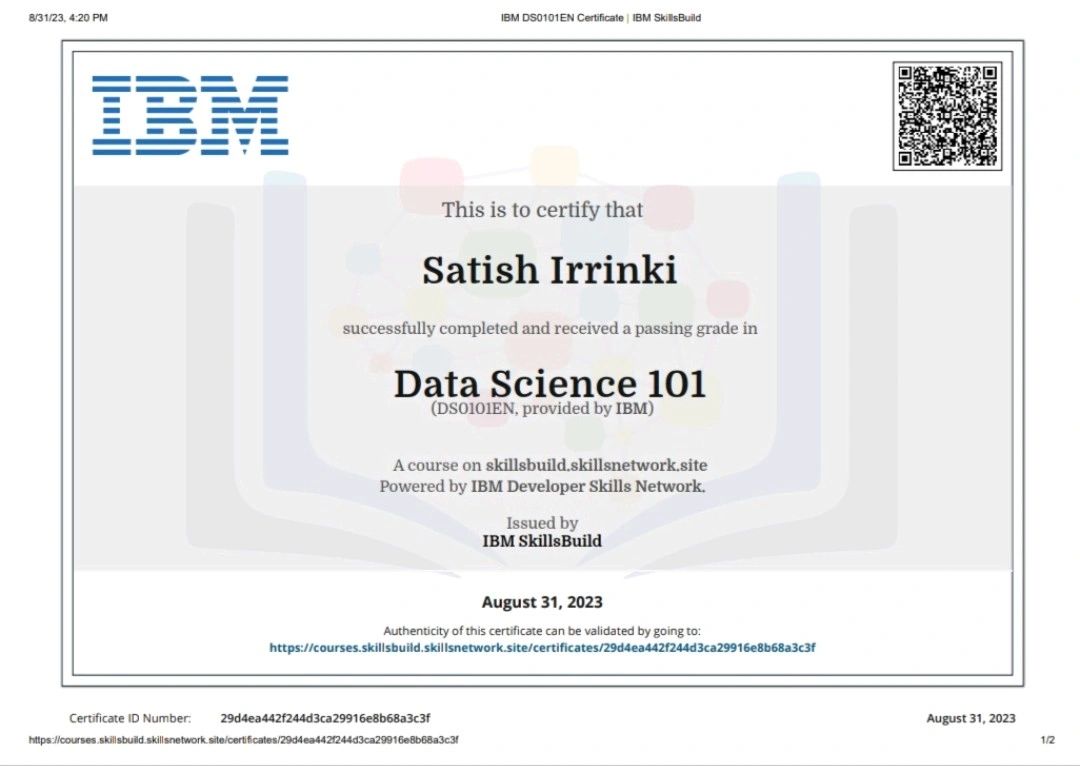 8/31/23, 4:20 PM
IBM DS0101EN Certificate | IBM SkillsBuild
IBM
This is to certify that
Satish Irrinki
successfully completed and received a passing grade in
Data Science 101
(DS0101EN, provided by IBM)
A course on skillsbuild.skillsnetwork.site
Powered by IBM Developer Skills Network.
Issued by
IBM SkillsBuild
August 31, 2023
Authenticity of this certificate can be validated by going to:
https://courses.skillsbuild.skillsnetwork.site/certificates/29d4ea442f244d3ca29916e8b68a3c3f
Certificate ID Number: 29d4ea442f244d3ca29916e8b68a3c3f
August 31, 2023
https://courses.skillsbuild.skillsnetwork.site/certificates/29d4ea442f244d3ca29916e8b68a3c3f
1/2